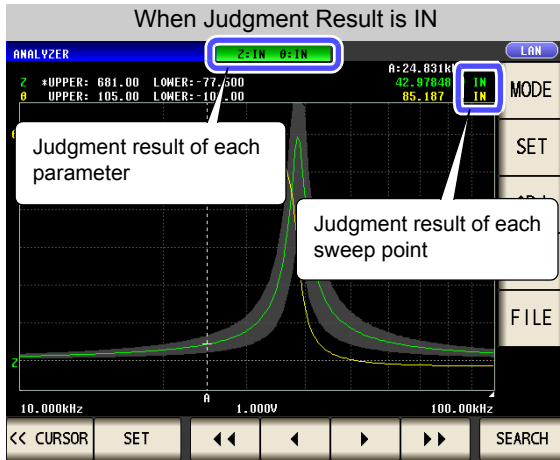 When Judgment Result is IN
ANALYZER
Z:IN θ:IN
LAN
A:24.831k
Z *UPPER: 681.00 LOWER:-77.500
42.97848 IN
θ UPPER: 105.00 LOWER:
85.187 IN
MODE
SET
Judgment result of each
parameter
Judgment result of each
sweep point
FILE
Z
A
10.000kHz 1.000V 100.00kHz
<< CURSOR SET SEARCH